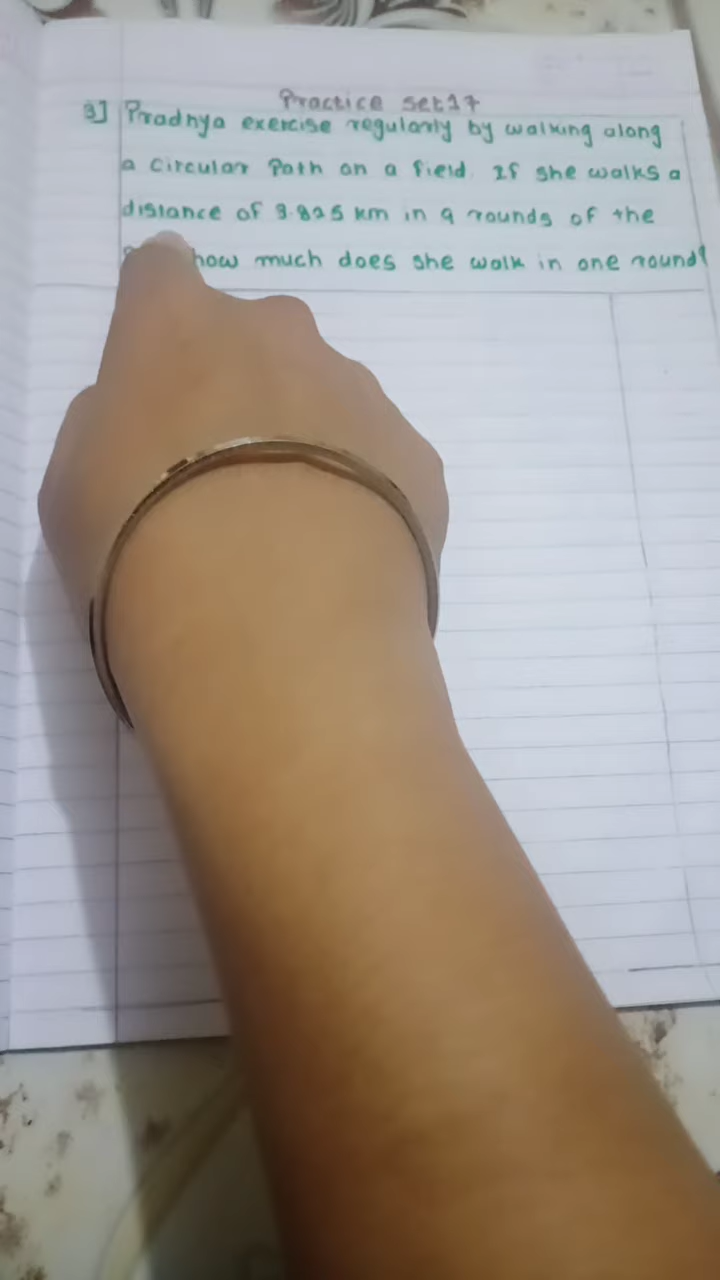 Practice set 17
3] Pradnya exercise regularly by walking along
a circular Path on a field. If she walks a
distance of 3.825 km in 9 rounds of the
how much does she walk in one round?